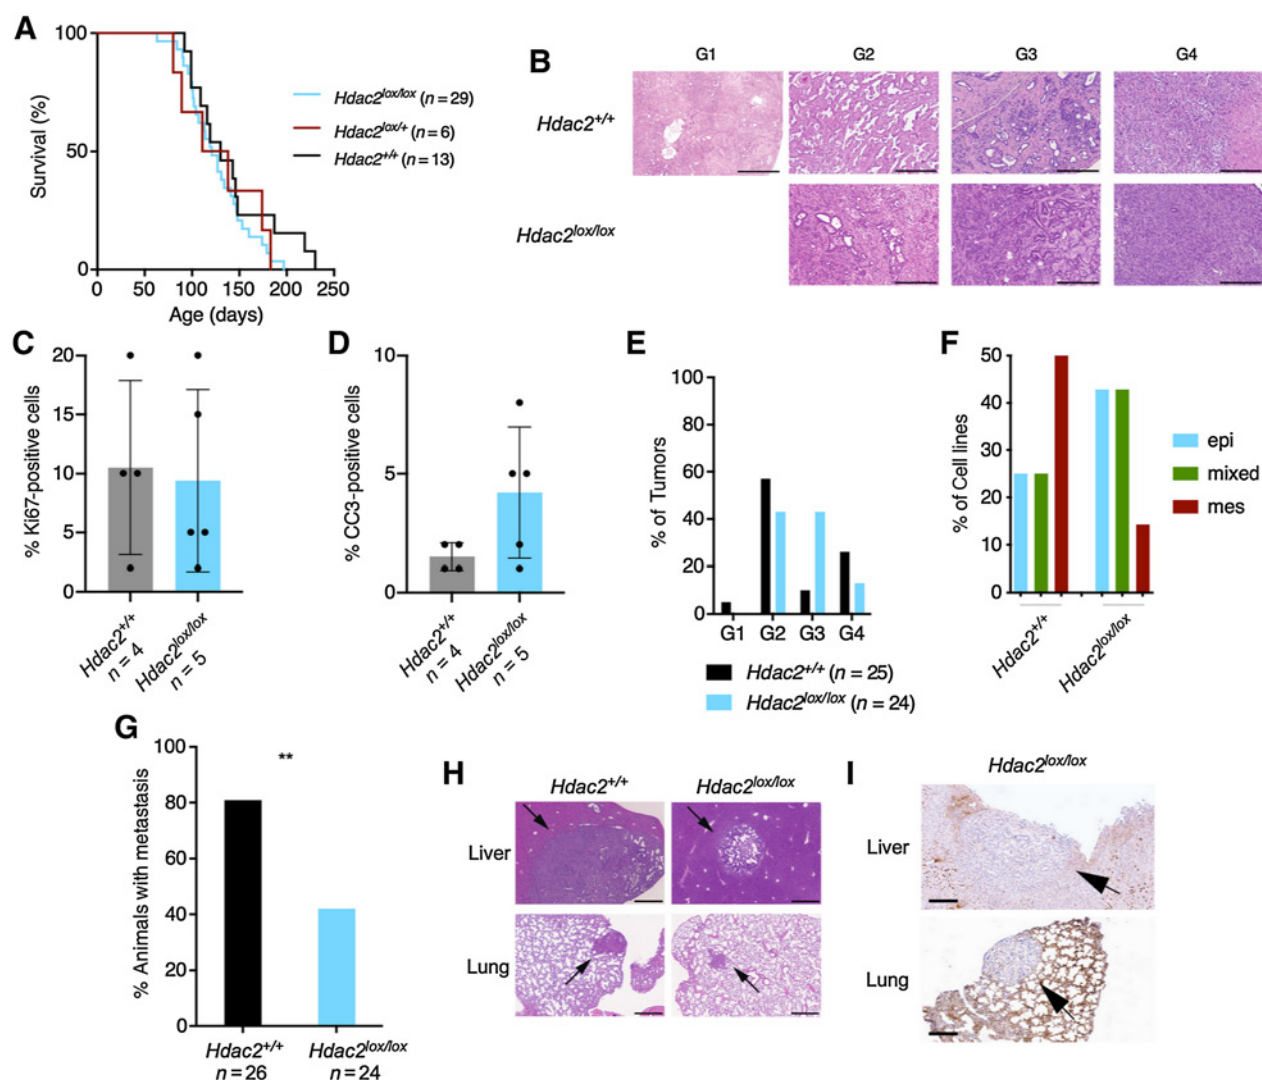 A
100
50
0
Survival (%)
0 50 100 150 200 250
Age (days)
Hdac2lox/lox (n = 29)
Hdac2lox/+ (n = 6)
Hdac2+/+ (n = 13)
B
G1 G2 G3 G4
Hdac2+/+
Hdac2lox/lox
C
% Ki67-positive cells
20
15
10
5
0
Hdac2+/+
n = 4
Hdac2lox/lox
n = 5
D
% CC3-positive cells
10
5
0
Hdac2+/+
n = 4
Hdac2lox/lox
n = 5
E
% of Tumors
100
80
60
40
20
0
G1 G2 G3 G4
Hdac2+/+ (n = 25)
Hdac2lox/lox (n = 24)
F
% of Cell lines
50
40
30
20
10
0
Hdac2+/+
Hdac2lox/lox
epi
mixed
mes
G
% Animals with metastasis
100
80
60
40
20
0
**
Hdac2+/+
n = 26
Hdac2lox/lox
n = 24
H
Hdac2+/+ Hdac2lox/lox
Liver
Lung
I
Hdac2lox/lox
Liver
Lung